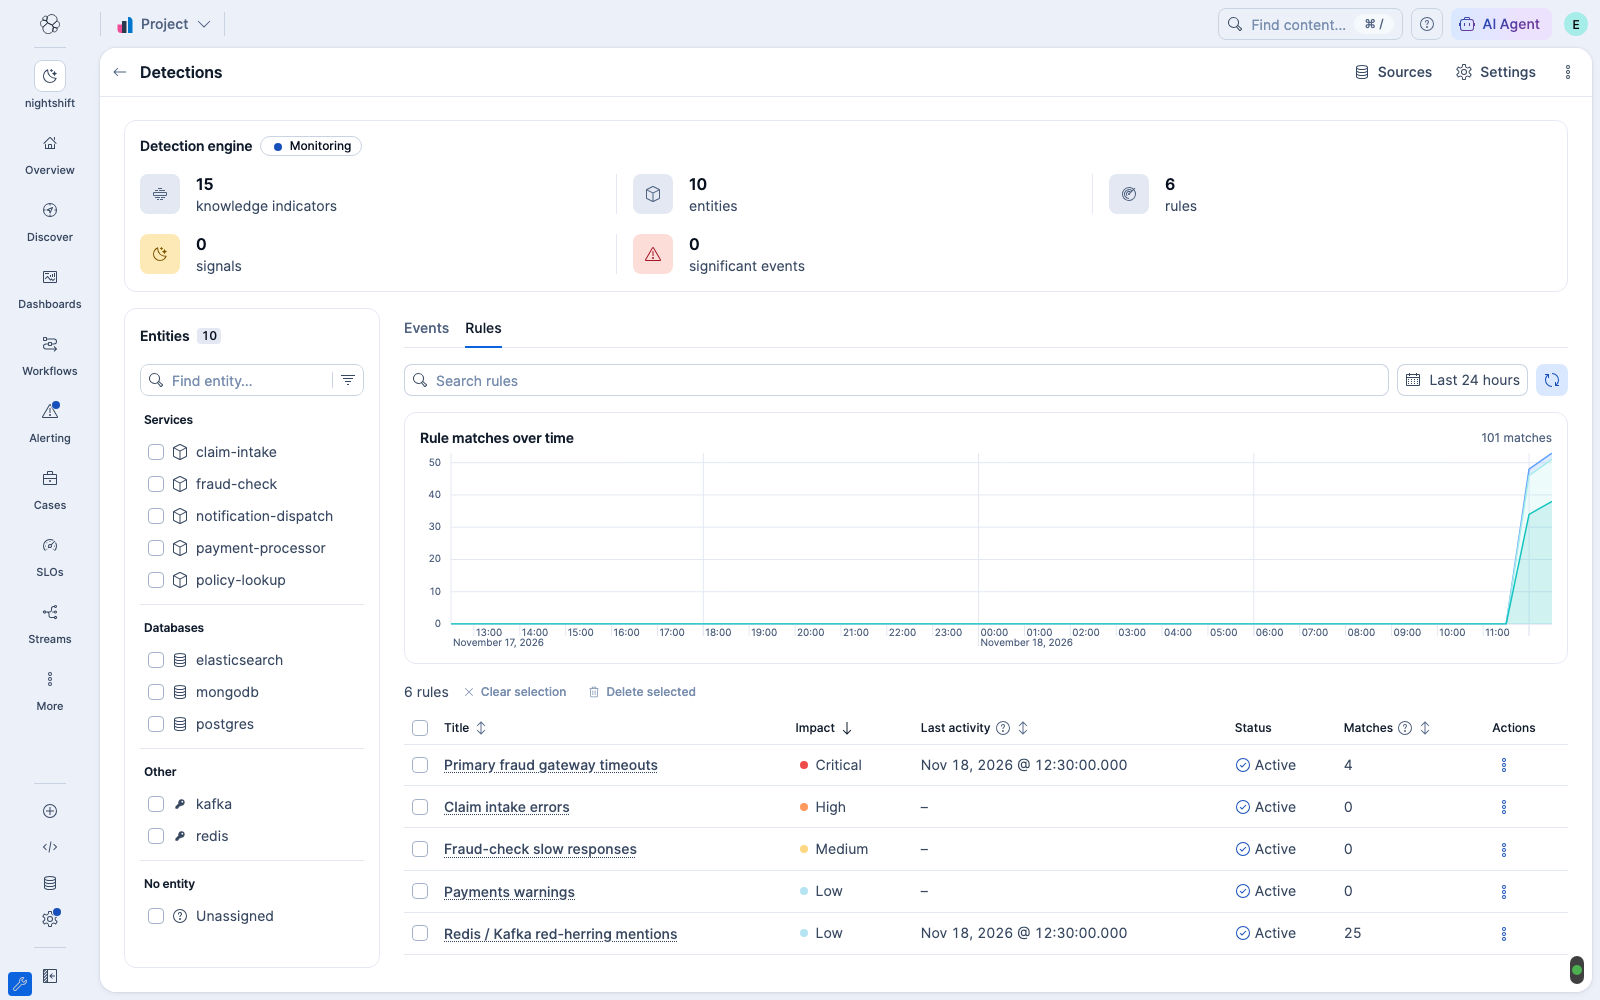 Project
Find content...
⌘ /
AI Agent
E
nightshift
Overview
Discover
Dashboards
Workflows
Alerting
Cases
SLOs
Streams
More
Detections
Sources
Settings
Detection engine
Monitoring
15
knowledge indicators
10
entities
6
rules
0
signals
0
significant events
Entities 10
Find entity...
Services
claim-intake
fraud-check
notification-dispatch
payment-processor
policy-lookup
Databases
elasticsearch
mongodb
postgres
Other
kafka
redis
No entity
Unassigned
Events Rules
Search rules
Last 24 hours
Rule matches over time
101 matches
50
40
30
20
10
0
13:00 14:00 15:00 16:00 17:00 18:00 19:00 20:00 21:00 22:00 23:00 00:00 01:00 02:00 03:00 04:00 05:00 06:00 07:00 08:00 09:00 10:00 11:00
November 17, 2026 November 18, 2026
6 rules Clear selection Delete selected
Title Impact Last activity Status Matches Actions
Primary fraud gateway timeouts Critical Nov 18, 2026 @ 12:30:00.000 Active 4
Claim intake errors High – Active 0
Fraud-check slow responses Medium – Active 0
Payments warnings Low – Active 0
Redis / Kafka red-herring mentions Low Nov 18, 2026 @ 12:30:00.000 Active 25